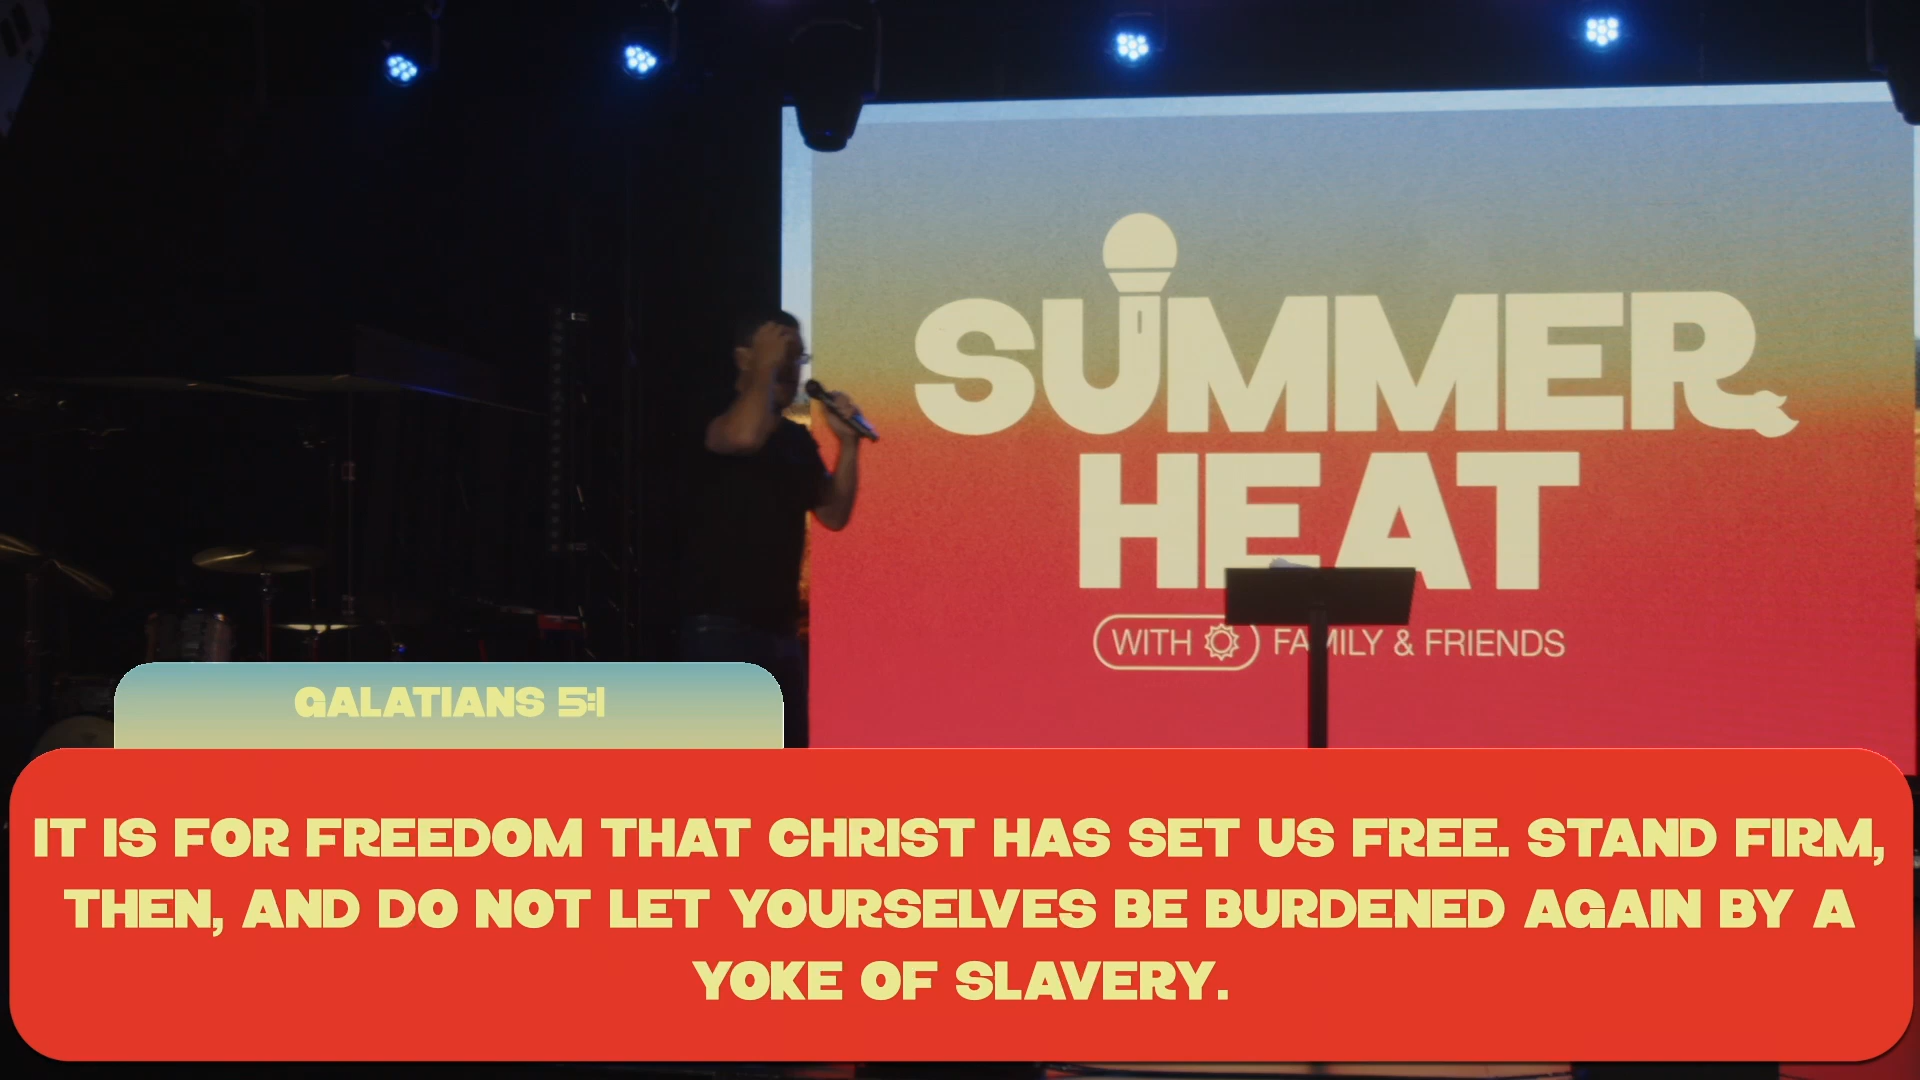 SUMMER
HEAT
WITH FAMILY & FRIENDS
GALATIANS 5:1
IT IS FOR FREEDOM THAT CHRIST HAS SET US FREE. STAND FIRM,
THEN, AND DO NOT LET YOURSELVES BE BURDENED AGAIN BY A
YOKE OF SLAVERY.